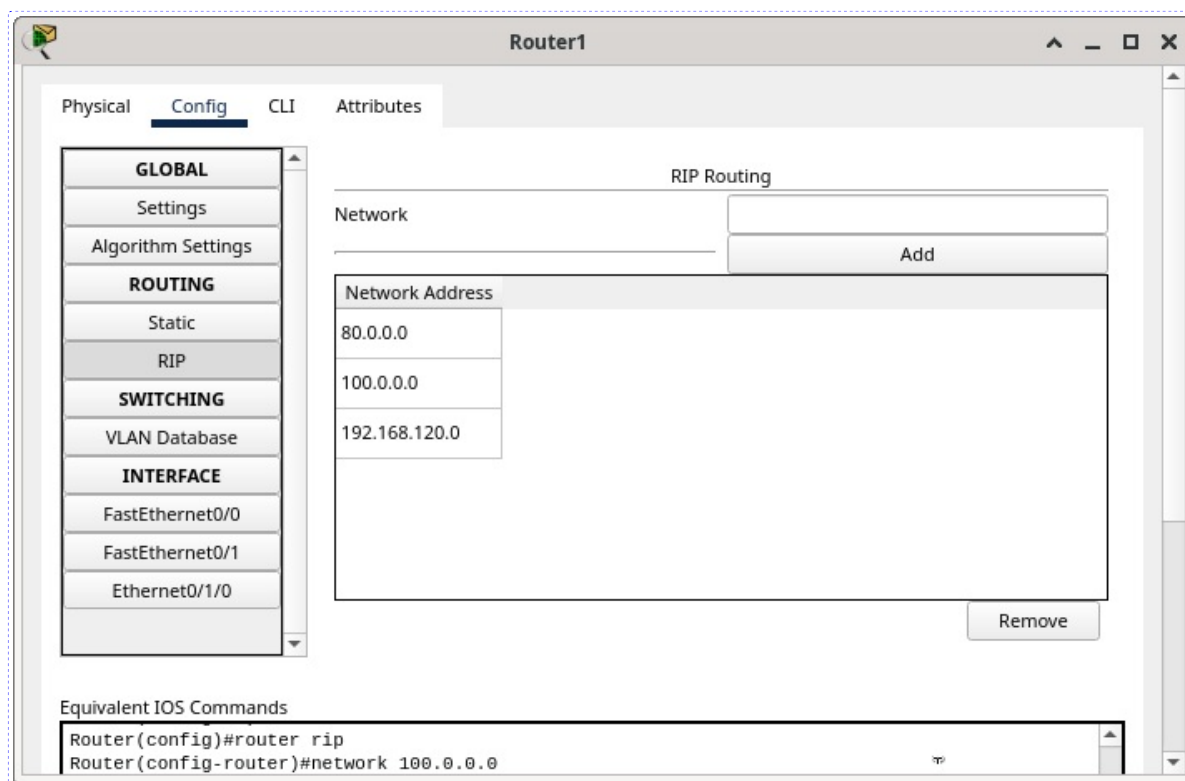 Router1
Physical Config CLI Attributes
GLOBAL
Settings
Algorithm Settings
ROUTING
Static
RIP
SWITCHING
VLAN Database
INTERFACE
FastEthernet0/0
FastEthernet0/1
Ethernet0/1/0
RIP Routing
Network
Add
Network Address
80.0.0.0
100.0.0.0
192.168.120.0
Remove
Equivalent IOS Commands
Router(config)#router rip
Router(config-router)#network 100.0.0.0